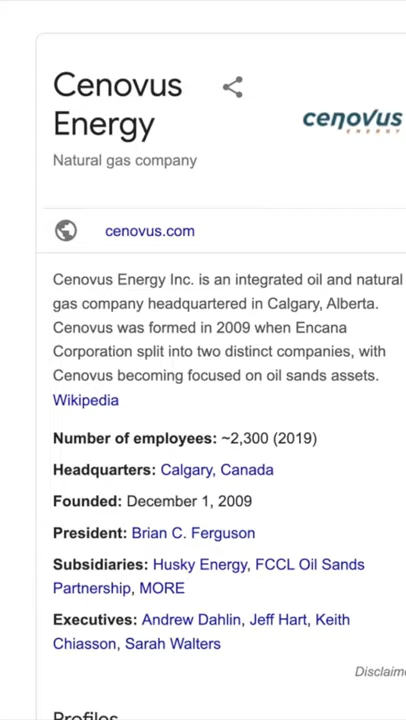 Cenovus
Energy
cenovus
ENERGY
Natural gas company
cenovus.com
Cenovus Energy Inc. is an integrated oil and natural
gas company headquartered in Calgary, Alberta.
Cenovus was formed in 2009 when Encana
Corporation split into two distinct companies, with
Cenovus becoming focused on oil sands assets.
Wikipedia
Number of employees: ~2,300 (2019)
Headquarters: Calgary, Canada
Founded: December 1, 2009
President: Brian C. Ferguson
Subsidiaries: Husky Energy, FCCL Oil Sands
Partnership, MORE
Executives: Andrew Dahlin, Jeff Hart, Keith
Chiasson, Sarah Walters
Disclaime
Profiles